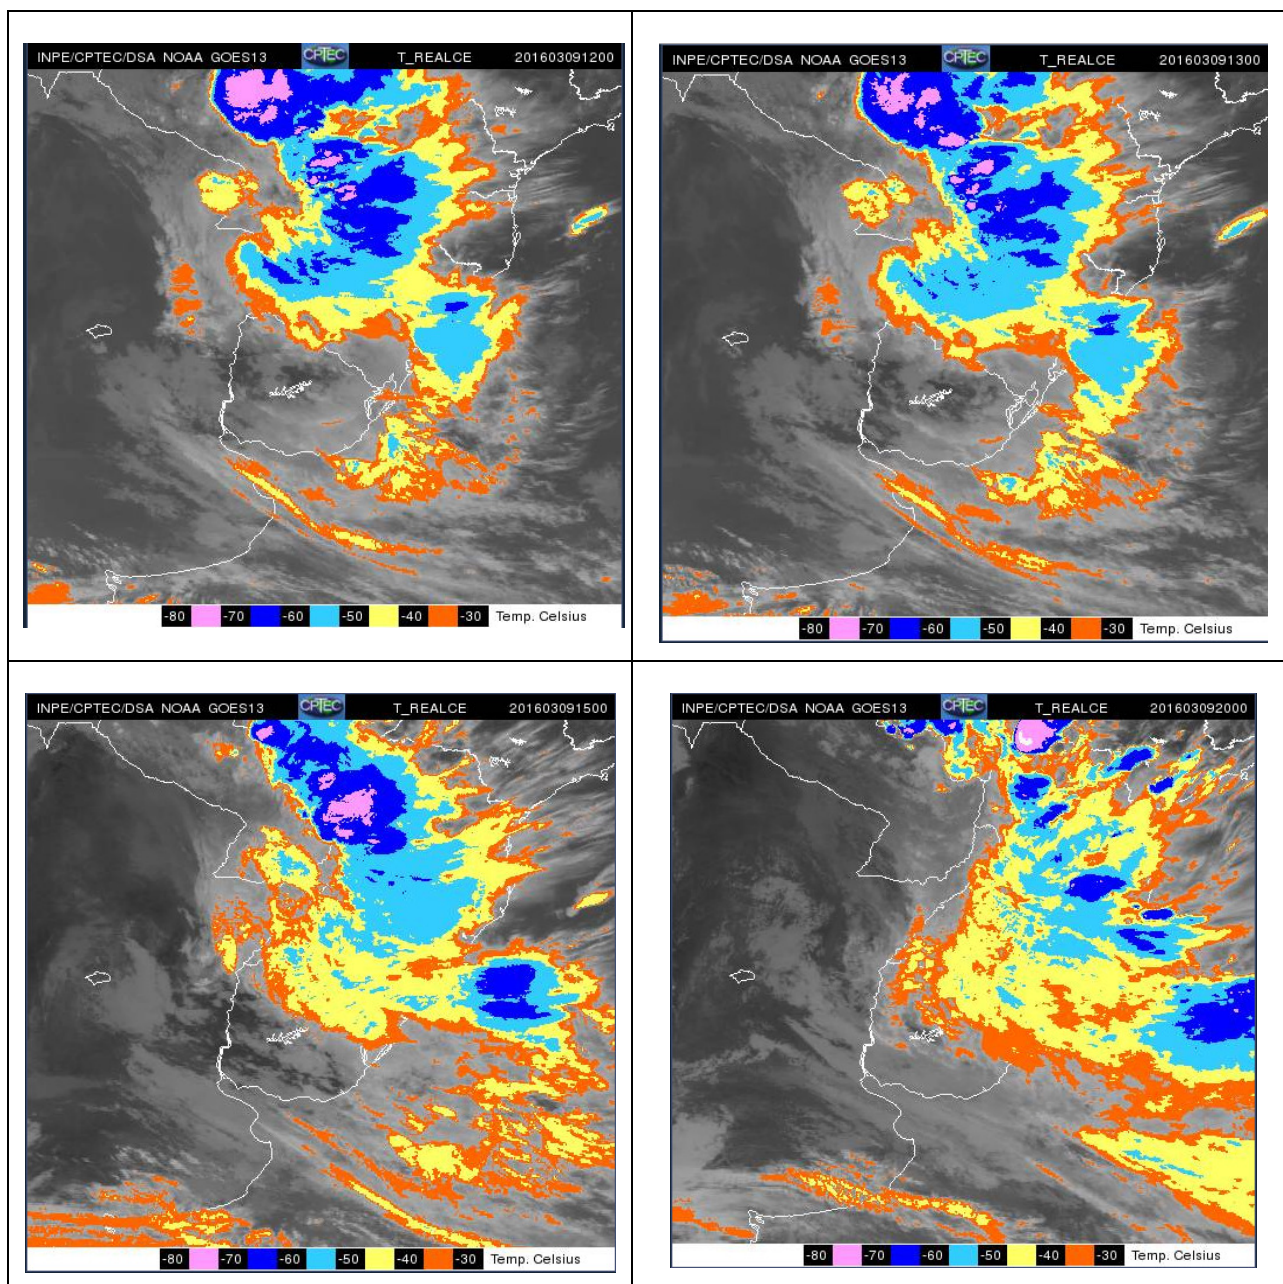 INPE/CPTEC/DSA NOAA GOES13 CPTEC T_REALCE 201603091200
-80 -70 -60 -50 -40 -30 Temp. Celsius
INPE/CPTEC/DSA NOAA GOES13 CPTEC T_REALCE 201603091300
-80 -70 -60 -50 -40 -30 Temp. Celsius
INPE/CPTEC/DSA NOAA GOES13 CPTEC T_REALCE 201603091500
-80 -70 -60 -50 -40 -30 Temp. Celsius
INPE/CPTEC/DSA NOAA GOES13 CPTEC T_REALCE 201603092000
-80 -70 -60 -50 -40 -30 Temp. Celsius